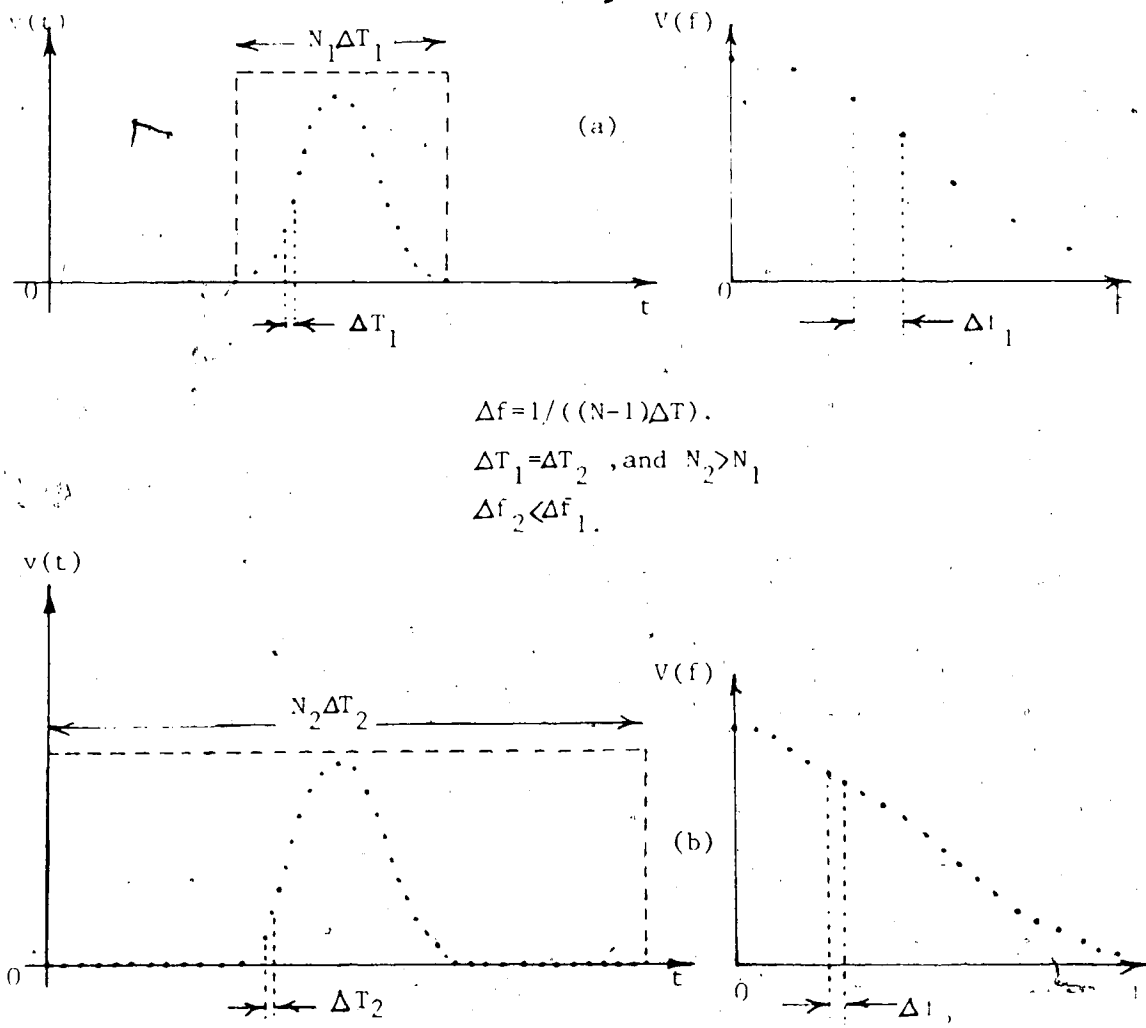 v(t)
N₁ΔT₁
V(f)
(a)
0
t
0
ΔT₁
Δf=1/((N-1)ΔT).
ΔT₁=ΔT₂ ,and N₂>N₁
Δf₂<Δf₁.
v(t)
V(f)
N₂ΔT₂
(b)
0
t
0
ΔT₂